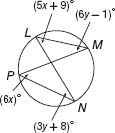 (5x + 9)°
(6y − 1)°
L
M
P
(6x)°
N
(3y + 8)°